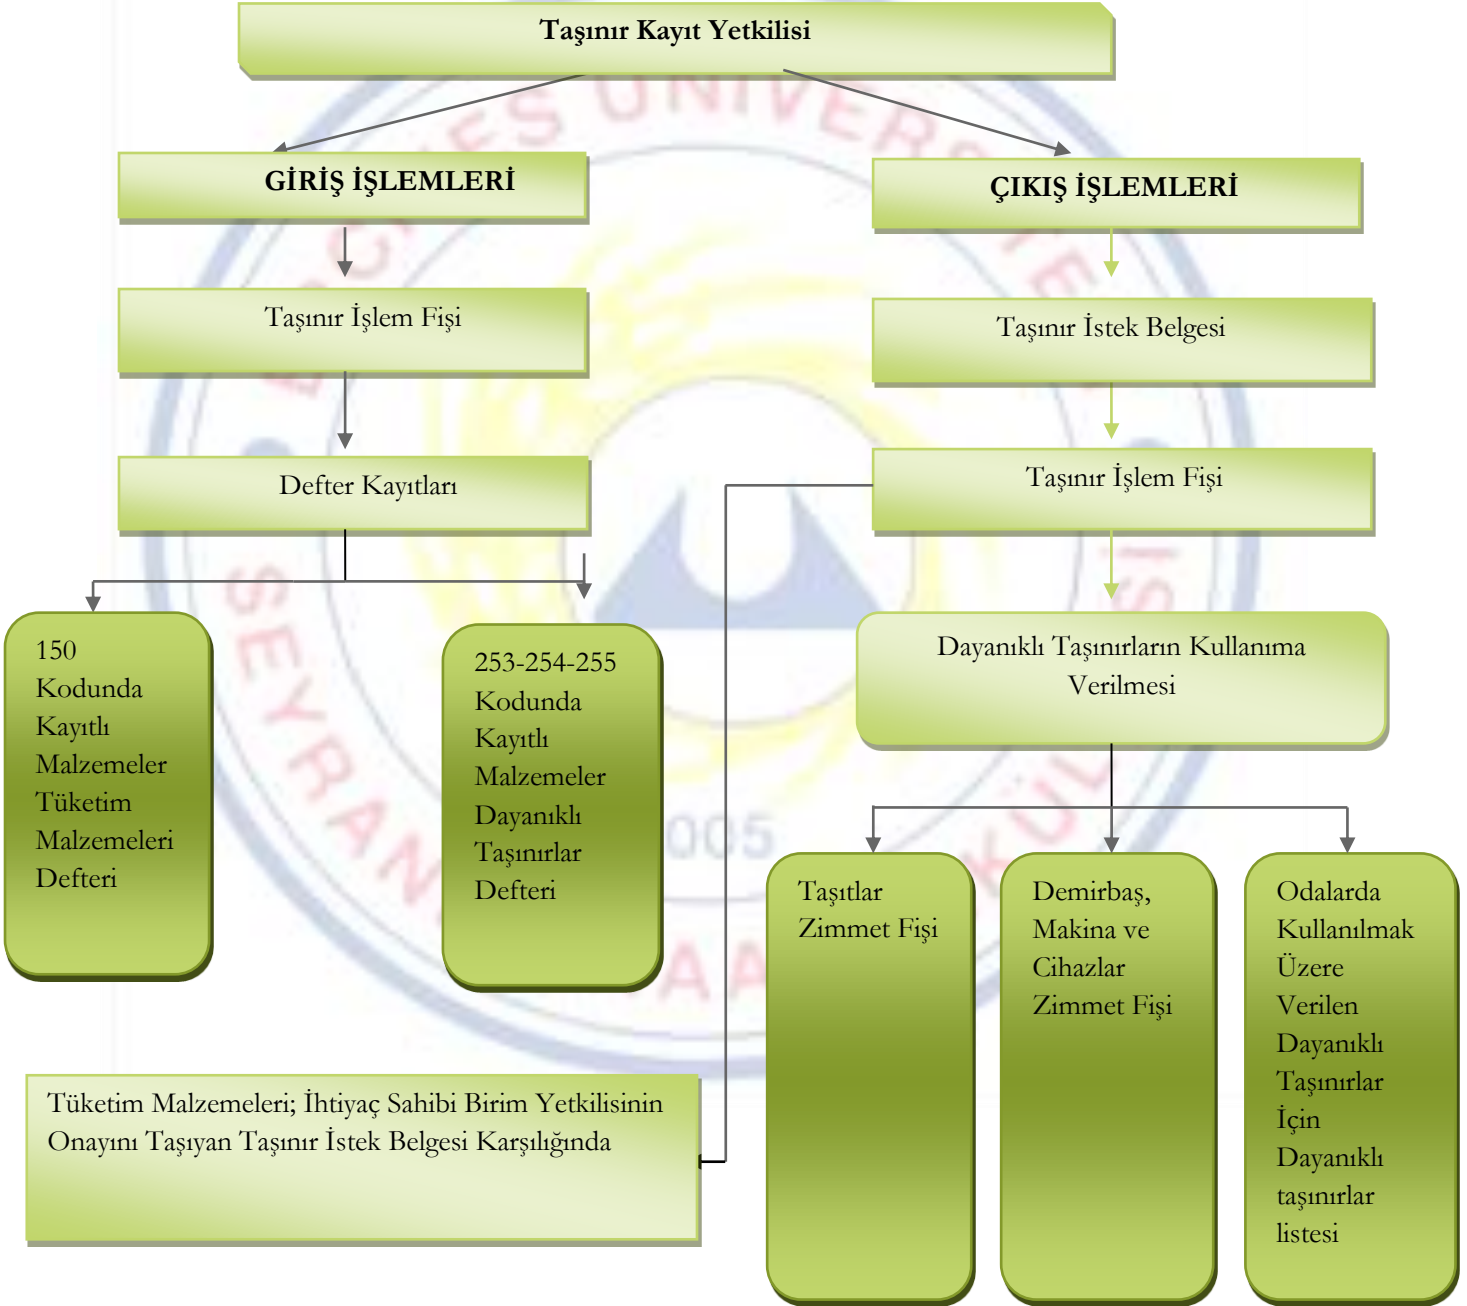 Taşınır Kayıt Yetkilisi
GİRİŞ İŞLEMLERİ
ÇIKIŞ İŞLEMLERİ
Taşınır İşlem Fişi
Taşınır İstek Belgesi
Defter Kayıtları
Taşınır İşlem Fişi
150
Kodunda
Kayıtlı
Malzemeler
Tüketim
Malzemeleri
Defteri
253-254-255
Kodunda
Kayıtlı
Malzemeler
Dayanıklı
Taşınırlar
Defteri
Dayanıklı Taşınırların Kullanıma
Verilmesi
Taşıtlar
Zimmet Fişi
Demirbaş,
Makina ve
Cihazlar
Zimmet Fişi
Odalarda
Kullanılmak
Üzere
Verilen
Dayanıklı
Taşınırlar
İçin
Dayanıklı
taşınırlar
listesi
Tüketim Malzemeleri; İhtiyaç Sahibi Birim Yetkilisinin
Onayını Taşıyan Taşınır İstek Belgesi Karşılığında